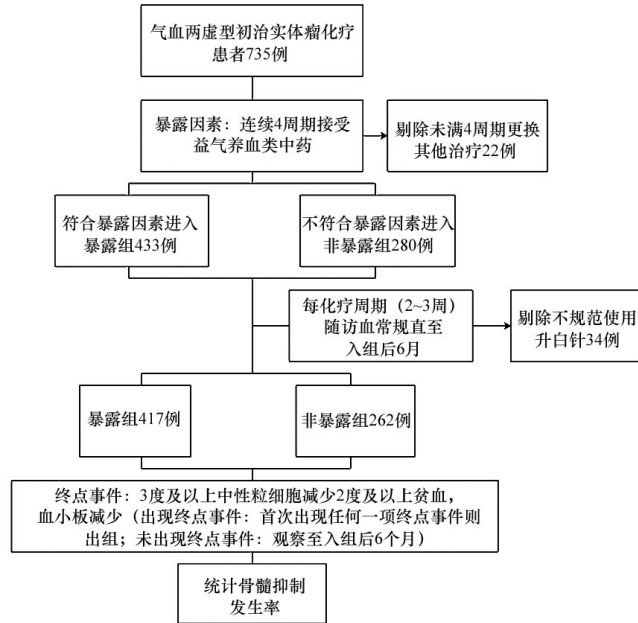 气血两虚型初治实体瘤化疗
患者735例
暴露因素：连续4周期接受
益气养血类中药
剔除未满4周期更换
其他治疗22例
符合暴露因素进入
暴露组433例
不符合暴露因素进入
非暴露组280例
每化疗周期（2~3周）
随访血常规直至
入组后6月
剔除不规范使用
升白针34例
暴露组417例
非暴露组262例
终点事件：3度及以上中性粒细胞减少2度及以上贫血，
血小板减少（出现终点事件：首次出现任何一项终点事件则
出组；未出现终点事件：观察至入组后6个月）
统计骨髓抑制
发生率